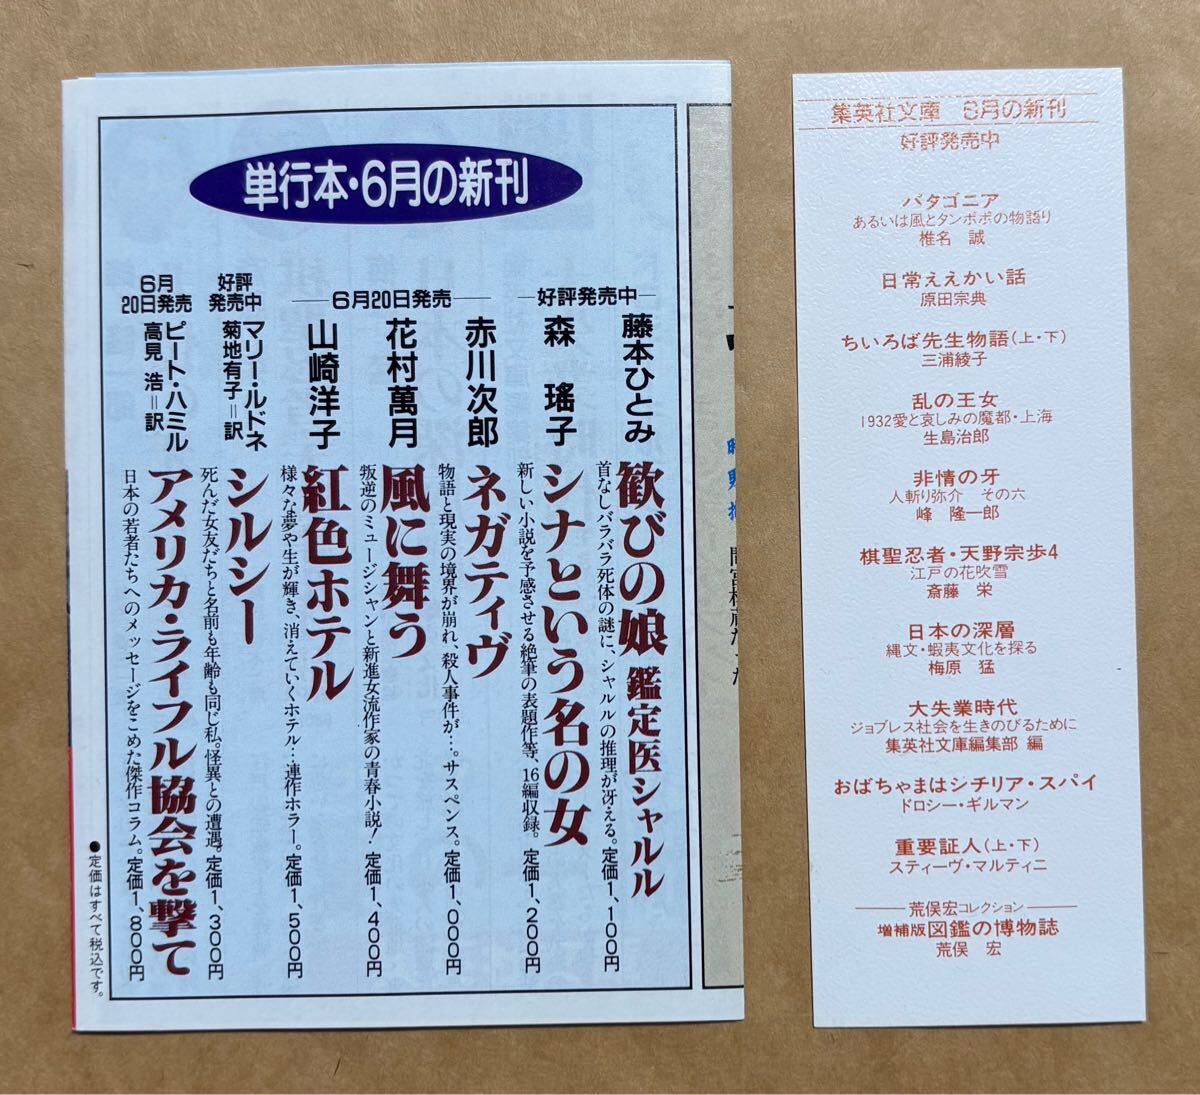 単行本・6月の新刊
好評発売中
藤本ひとみ
歓びの娘 鑑定医シャルル
首なしバラバラ死体の謎に、シャルルの推理が冴える。定価1,100円
森 瑤子
シナという名の女
新しい小説を予感させる絶筆の表題作等、16編収録。定価1,200円
6月20日発売
赤川次郎
ネガティヴ
物語と現実の境界が崩れ、殺人事件が…。サスペンス。定価1,000円
花村萬月
風に舞う
叛逆のミュージシャンと新進女流作家の青春小説!定価1,400円
山崎洋子
紅色ホテル
様々な夢や生が輝き、消えていくホテル…連作ホラー。定価1,500円
好評
発売中
マリー・ルドネ
菊地有子=訳
シルシー
死んだ女友だちと名前も年齢も同じ私。怪異との遭遇。定価1,300円
6月
20日発売
ピート・ハミル
高見 浩=訳
アメリカ・ライフル協会を撃て
日本の若者たちへのメッセージをこめた傑作コラム。定価1,800円
●定価はすべて税込です。
集英社文庫 6月の新刊
好評発売中
パタゴニア
あるいは風とタンポポの物語り
椎名 誠
日常ええかい話
原田宗典
ちいろば先生物語(上・下)
三浦綾子
乱の王女
1932愛と哀しみの魔都・上海
生島治郎
非情の牙
人斬り弥介 その六
峰 隆一郎
棋聖忍者・天野宗歩4
江戸の花吹雪
斎藤 栄
日本の深層
縄文・蝦夷文化を探る
梅原 猛
大失業時代
ジョブレス社会を生きのびるために
集英社文庫編集部 編
おばちゃまはシチリア・スパイ
ドロシー・ギルマン
重要証人(上・下)
スティーヴ・マルティニ
荒俣宏コレクション
増補版図鑑の博物誌
荒俣 宏